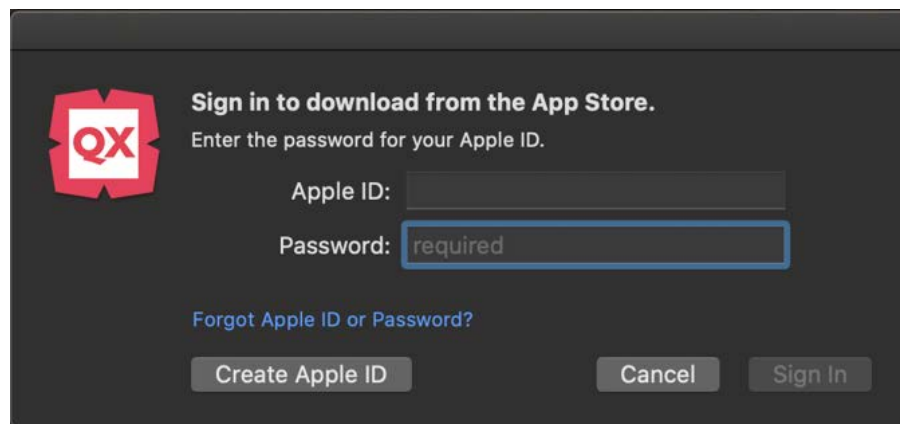 QX
Sign in to download from the App Store.
Enter the password for your Apple ID.
Apple ID:
Password: required
Forgot Apple ID or Password?
Create Apple ID Cancel Sign In